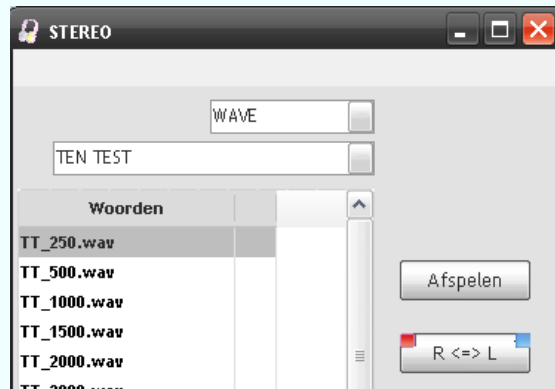 STEREO
WAVE
TEN TEST
Woorden
TT_250.wav
TT_500.wav
Afspelen
TT_1000.wav
TT_1500.wav
R <=> L
TT_2000.wav